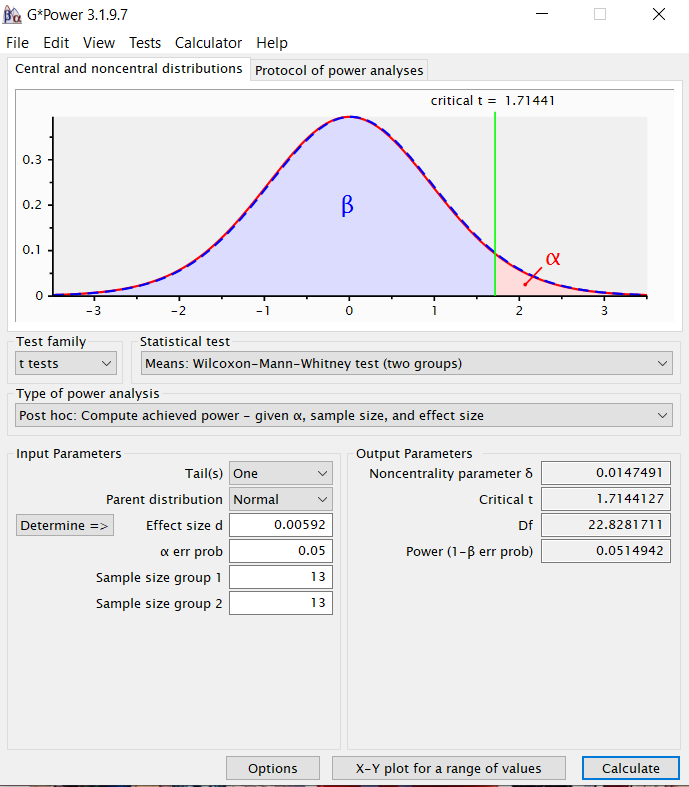 G*Power 3.1.9.7
File Edit View Tests Calculator Help
Central and noncentral distributions Protocol of power analyses
critical t = 1.71441
0.3
0.2
0.1
0
β
α
-3 -2 -1 0 1 2 3
Test family
t tests
Statistical test
Means: Wilcoxon-Mann-Whitney test (two groups)
Type of power analysis
Post hoc: Compute achieved power - given α, sample size, and effect size
Input Parameters
Tail(s) One
Parent distribution Normal
Determine => Effect size d 0.00592
α err prob 0.05
Sample size group 1 13
Sample size group 2 13
Output Parameters
Noncentrality parameter δ 0.0147491
Critical t 1.7144127
Df 22.8281711
Power (1-β err prob) 0.0514942
Options X-Y plot for a range of values Calculate